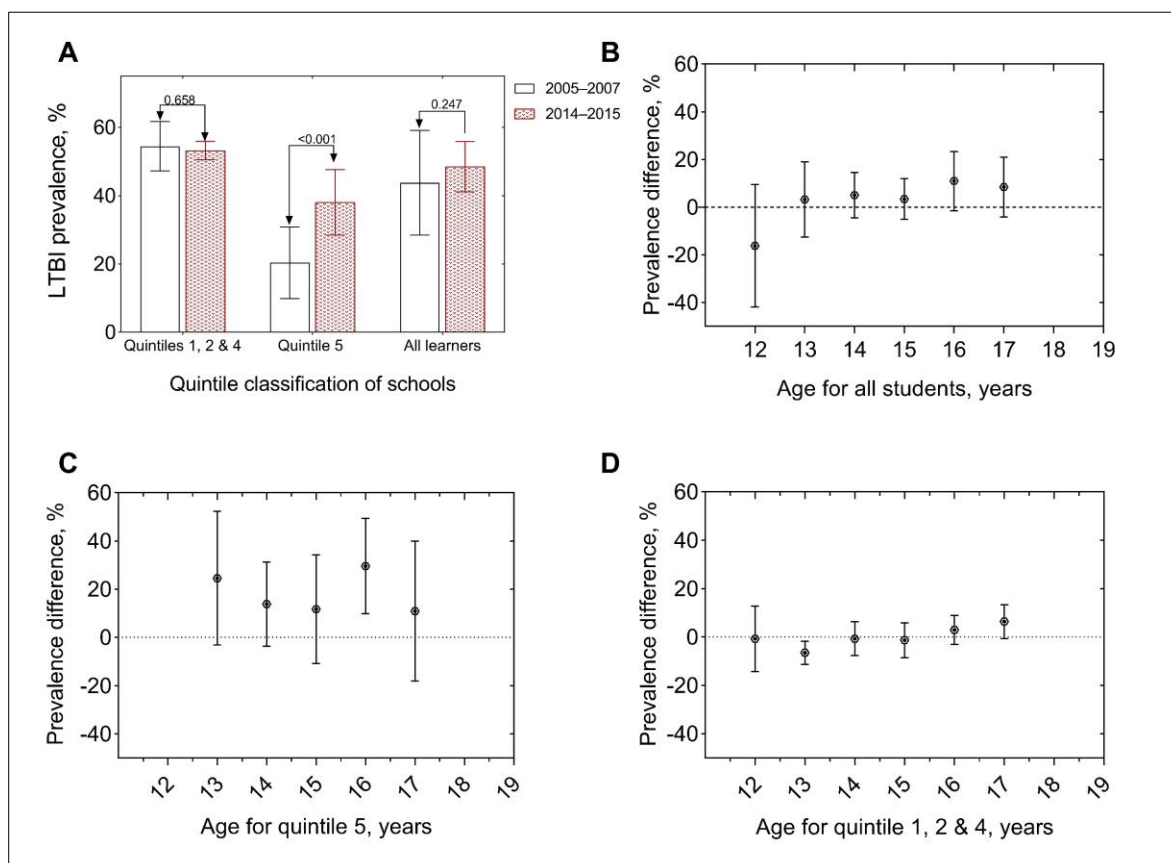 A
LTBI prevalence, %
60
40
20
0
0.658
<0.001
0.247
2005–2007
2014–2015
Quintiles 1, 2 & 4
Quintile 5
All learners
Quintile classification of schools
B
Prevalence difference, %
60
40
20
0
-20
-40
12 13 14 15 16 17 18 19
Age for all students, years
C
Prevalence difference, %
60
40
20
0
-20
-40
12 13 14 15 16 17 18 19
Age for quintile 5, years
D
Prevalence difference, %
60
40
20
0
-20
-40
12 13 14 15 16 17 18 19
Age for quintile 1, 2 & 4, years